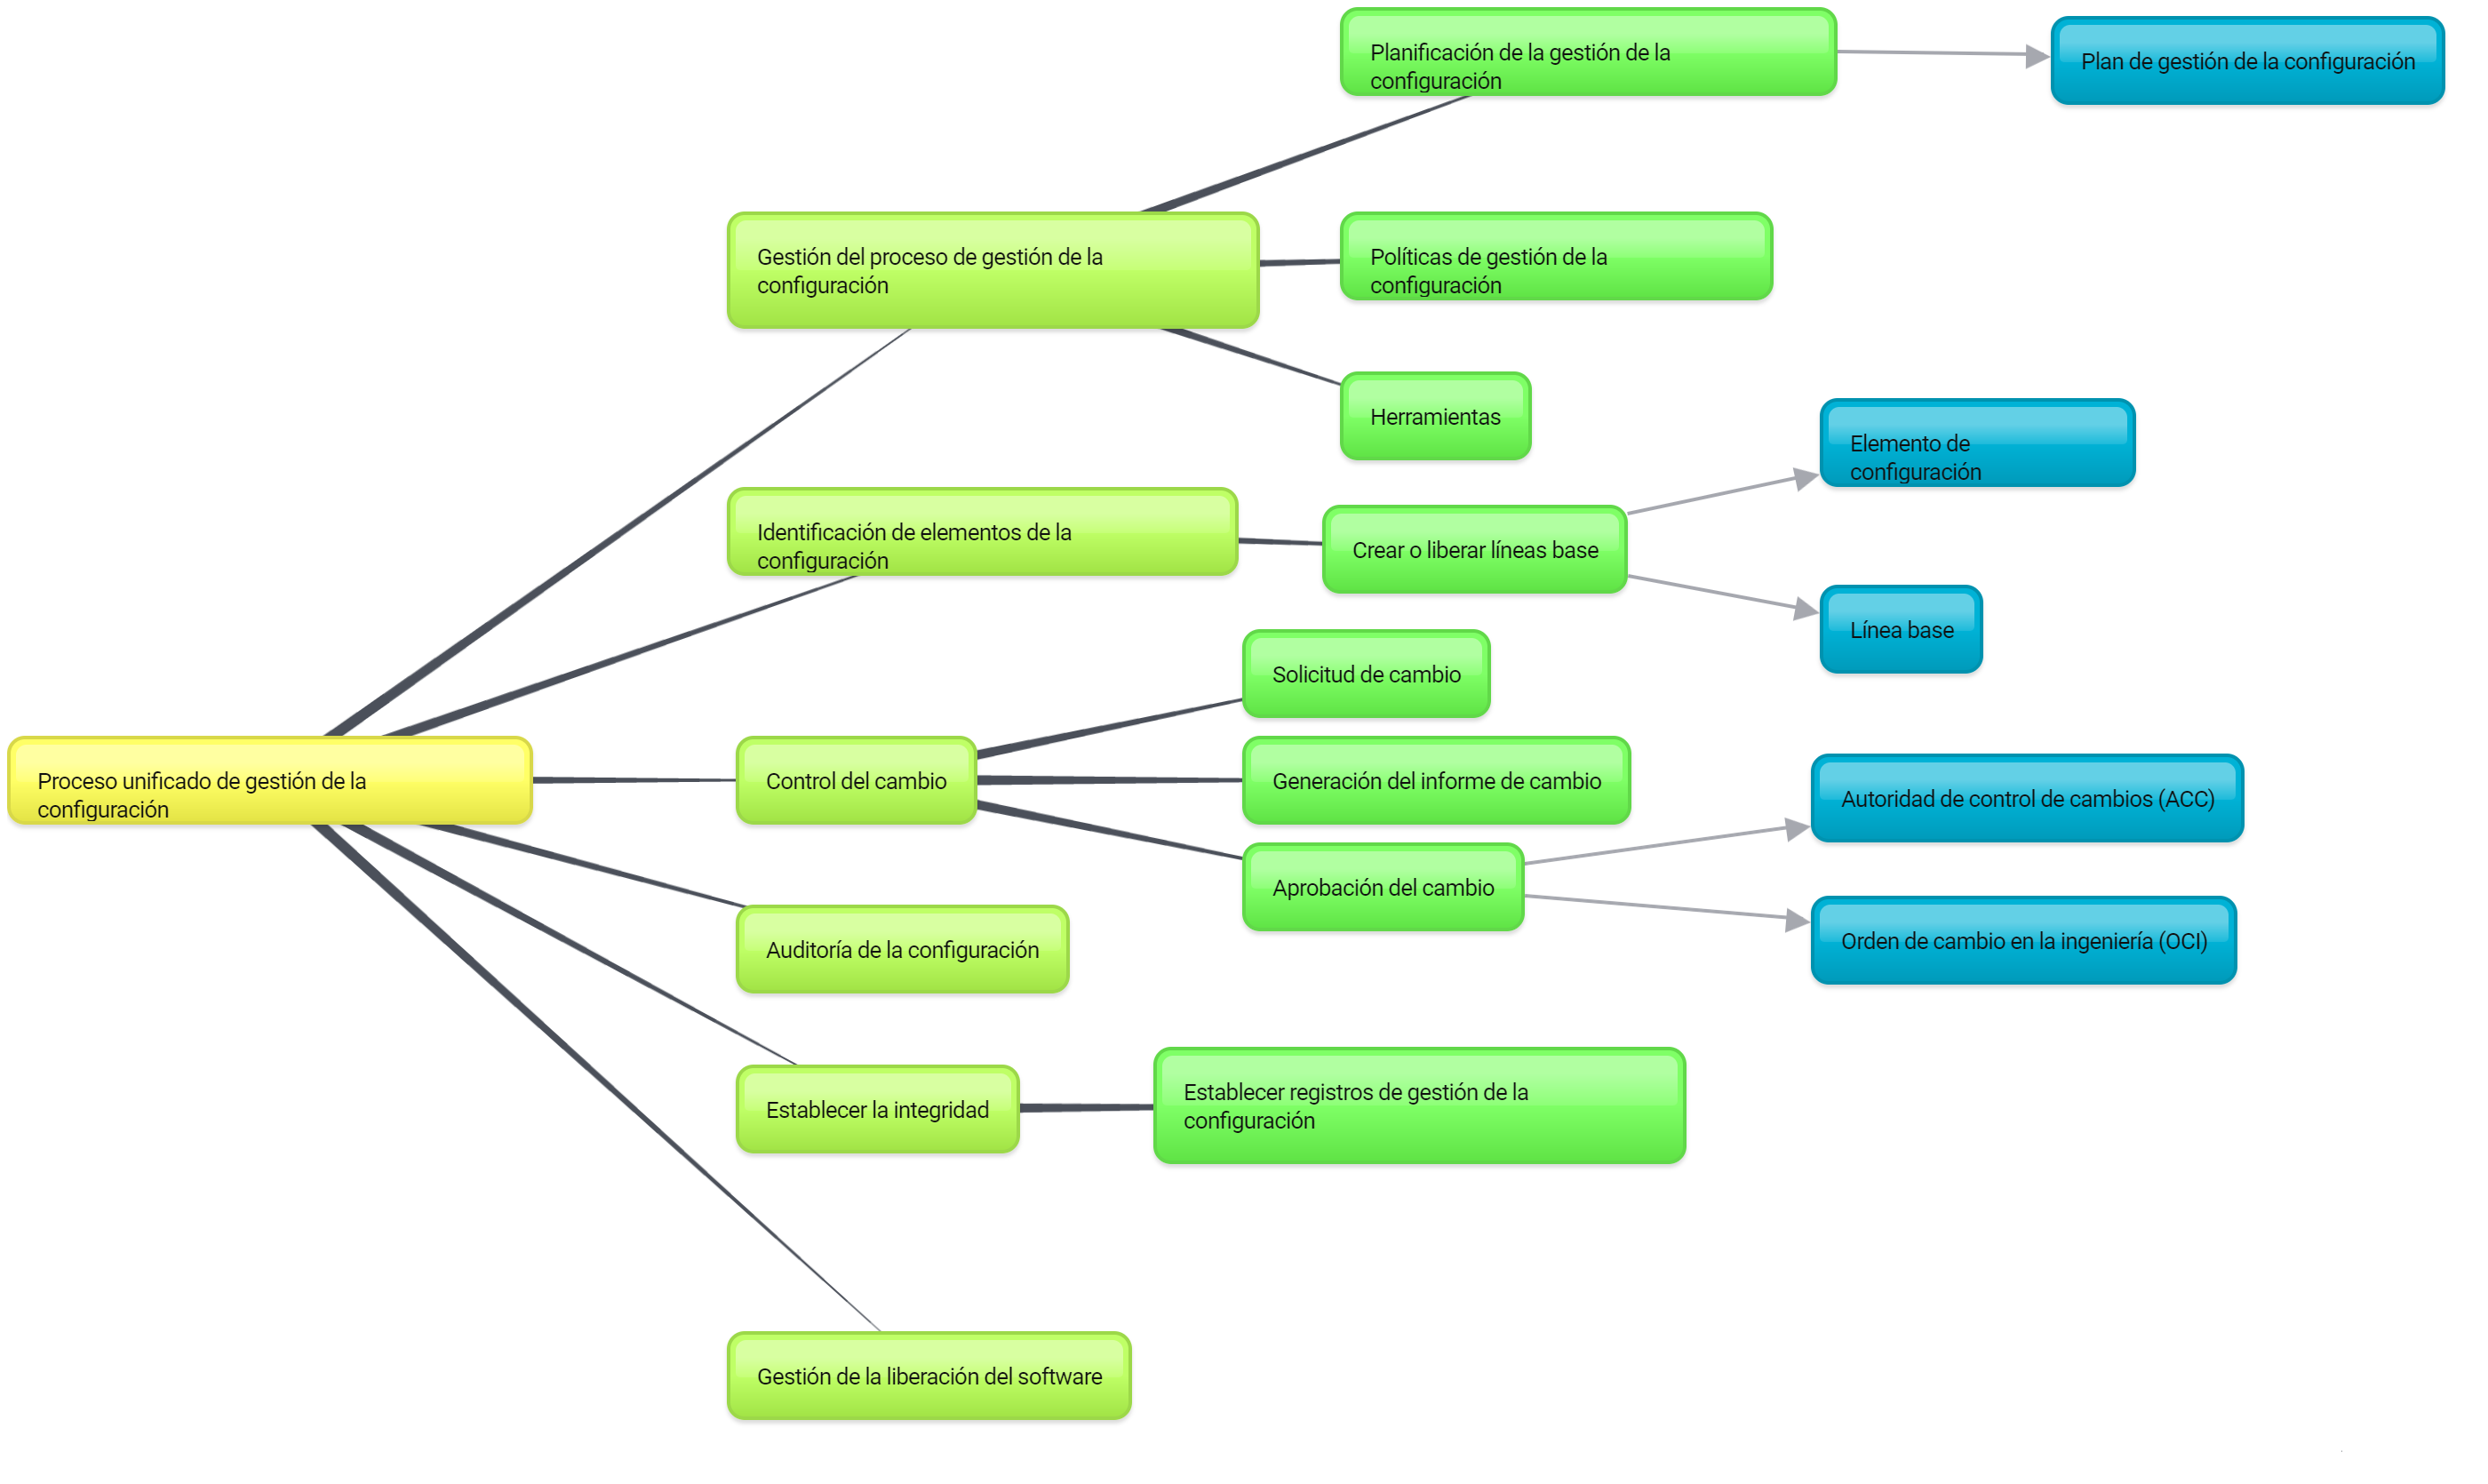 Planificación de la gestión de la
configuración
Plan de gestión de la configuración
Gestión del proceso de gestión de la
configuración
Políticas de gestión de la
configuración
Herramientas
Elemento de
configuración
Identificación de elementos de la
configuración
Crear o liberar líneas base
Línea base
Solicitud de cambio
Proceso unificado de gestión de la
configuración
Control del cambio
Generación del informe de cambio
Autoridad de control de cambios (ACC)
Aprobación del cambio
Orden de cambio en la ingeniería (OCI)
Auditoría de la configuración
Establecer la integridad
Establecer registros de gestión de la
configuración
Gestión de la liberación del software